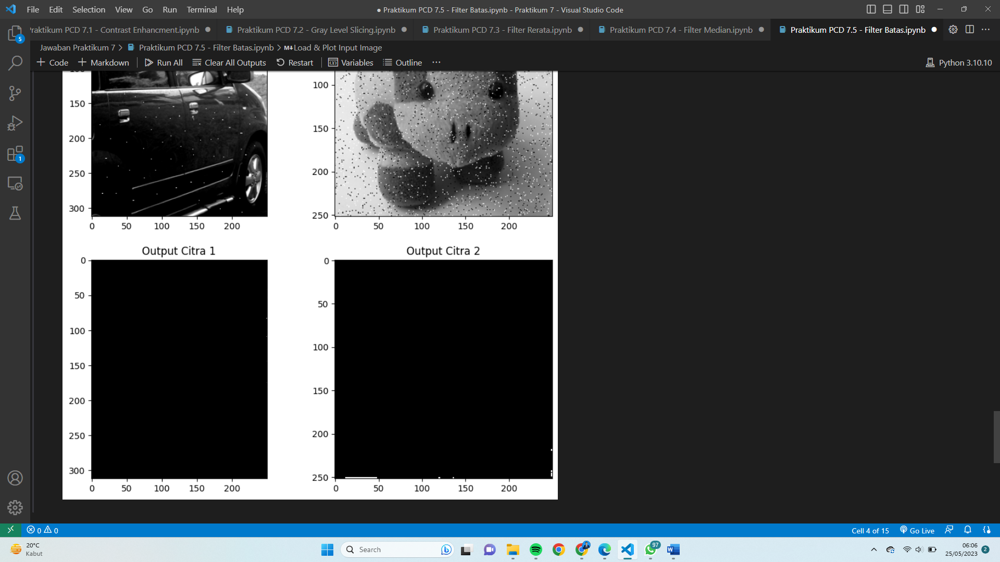 File Edit Selection View Go Run Terminal Help
● Praktikum PCD 7.5 - Filter Batas.ipynb - Praktikum 7 - Visual Studio Code
5
Praktikum PCD 7.1 - Contrast Enhancment.ipynb
Praktikum PCD 7.2 - Gray Level Slicing.ipynb
Praktikum PCD 7.3 - Filter Rerata.ipynb
Praktikum PCD 7.4 - Filter Median.ipynb
Praktikum PCD 7.5 - Filter Batas.ipynb
Jawaban Praktikum 7 > Praktikum PCD 7.5 - Filter Batas.ipynb > M↓Load & Plot Input Image
+ Code + Markdown Run All Clear All Outputs Restart Variables Outline ...
Python 3.10.10
1
100
150
200
250
300
0 50 100 150 200
100
150
200
250
0 50 100 150 200
Output Citra 1
0
50
100
150
200
250
300
0 50 100 150 200
Output Citra 2
0
50
100
150
200
250
0 50 100 150 200
0 0
Cell 4 of 15 Go Live
20°C
Kabut
Search
97
06:06
25/05/2023
2